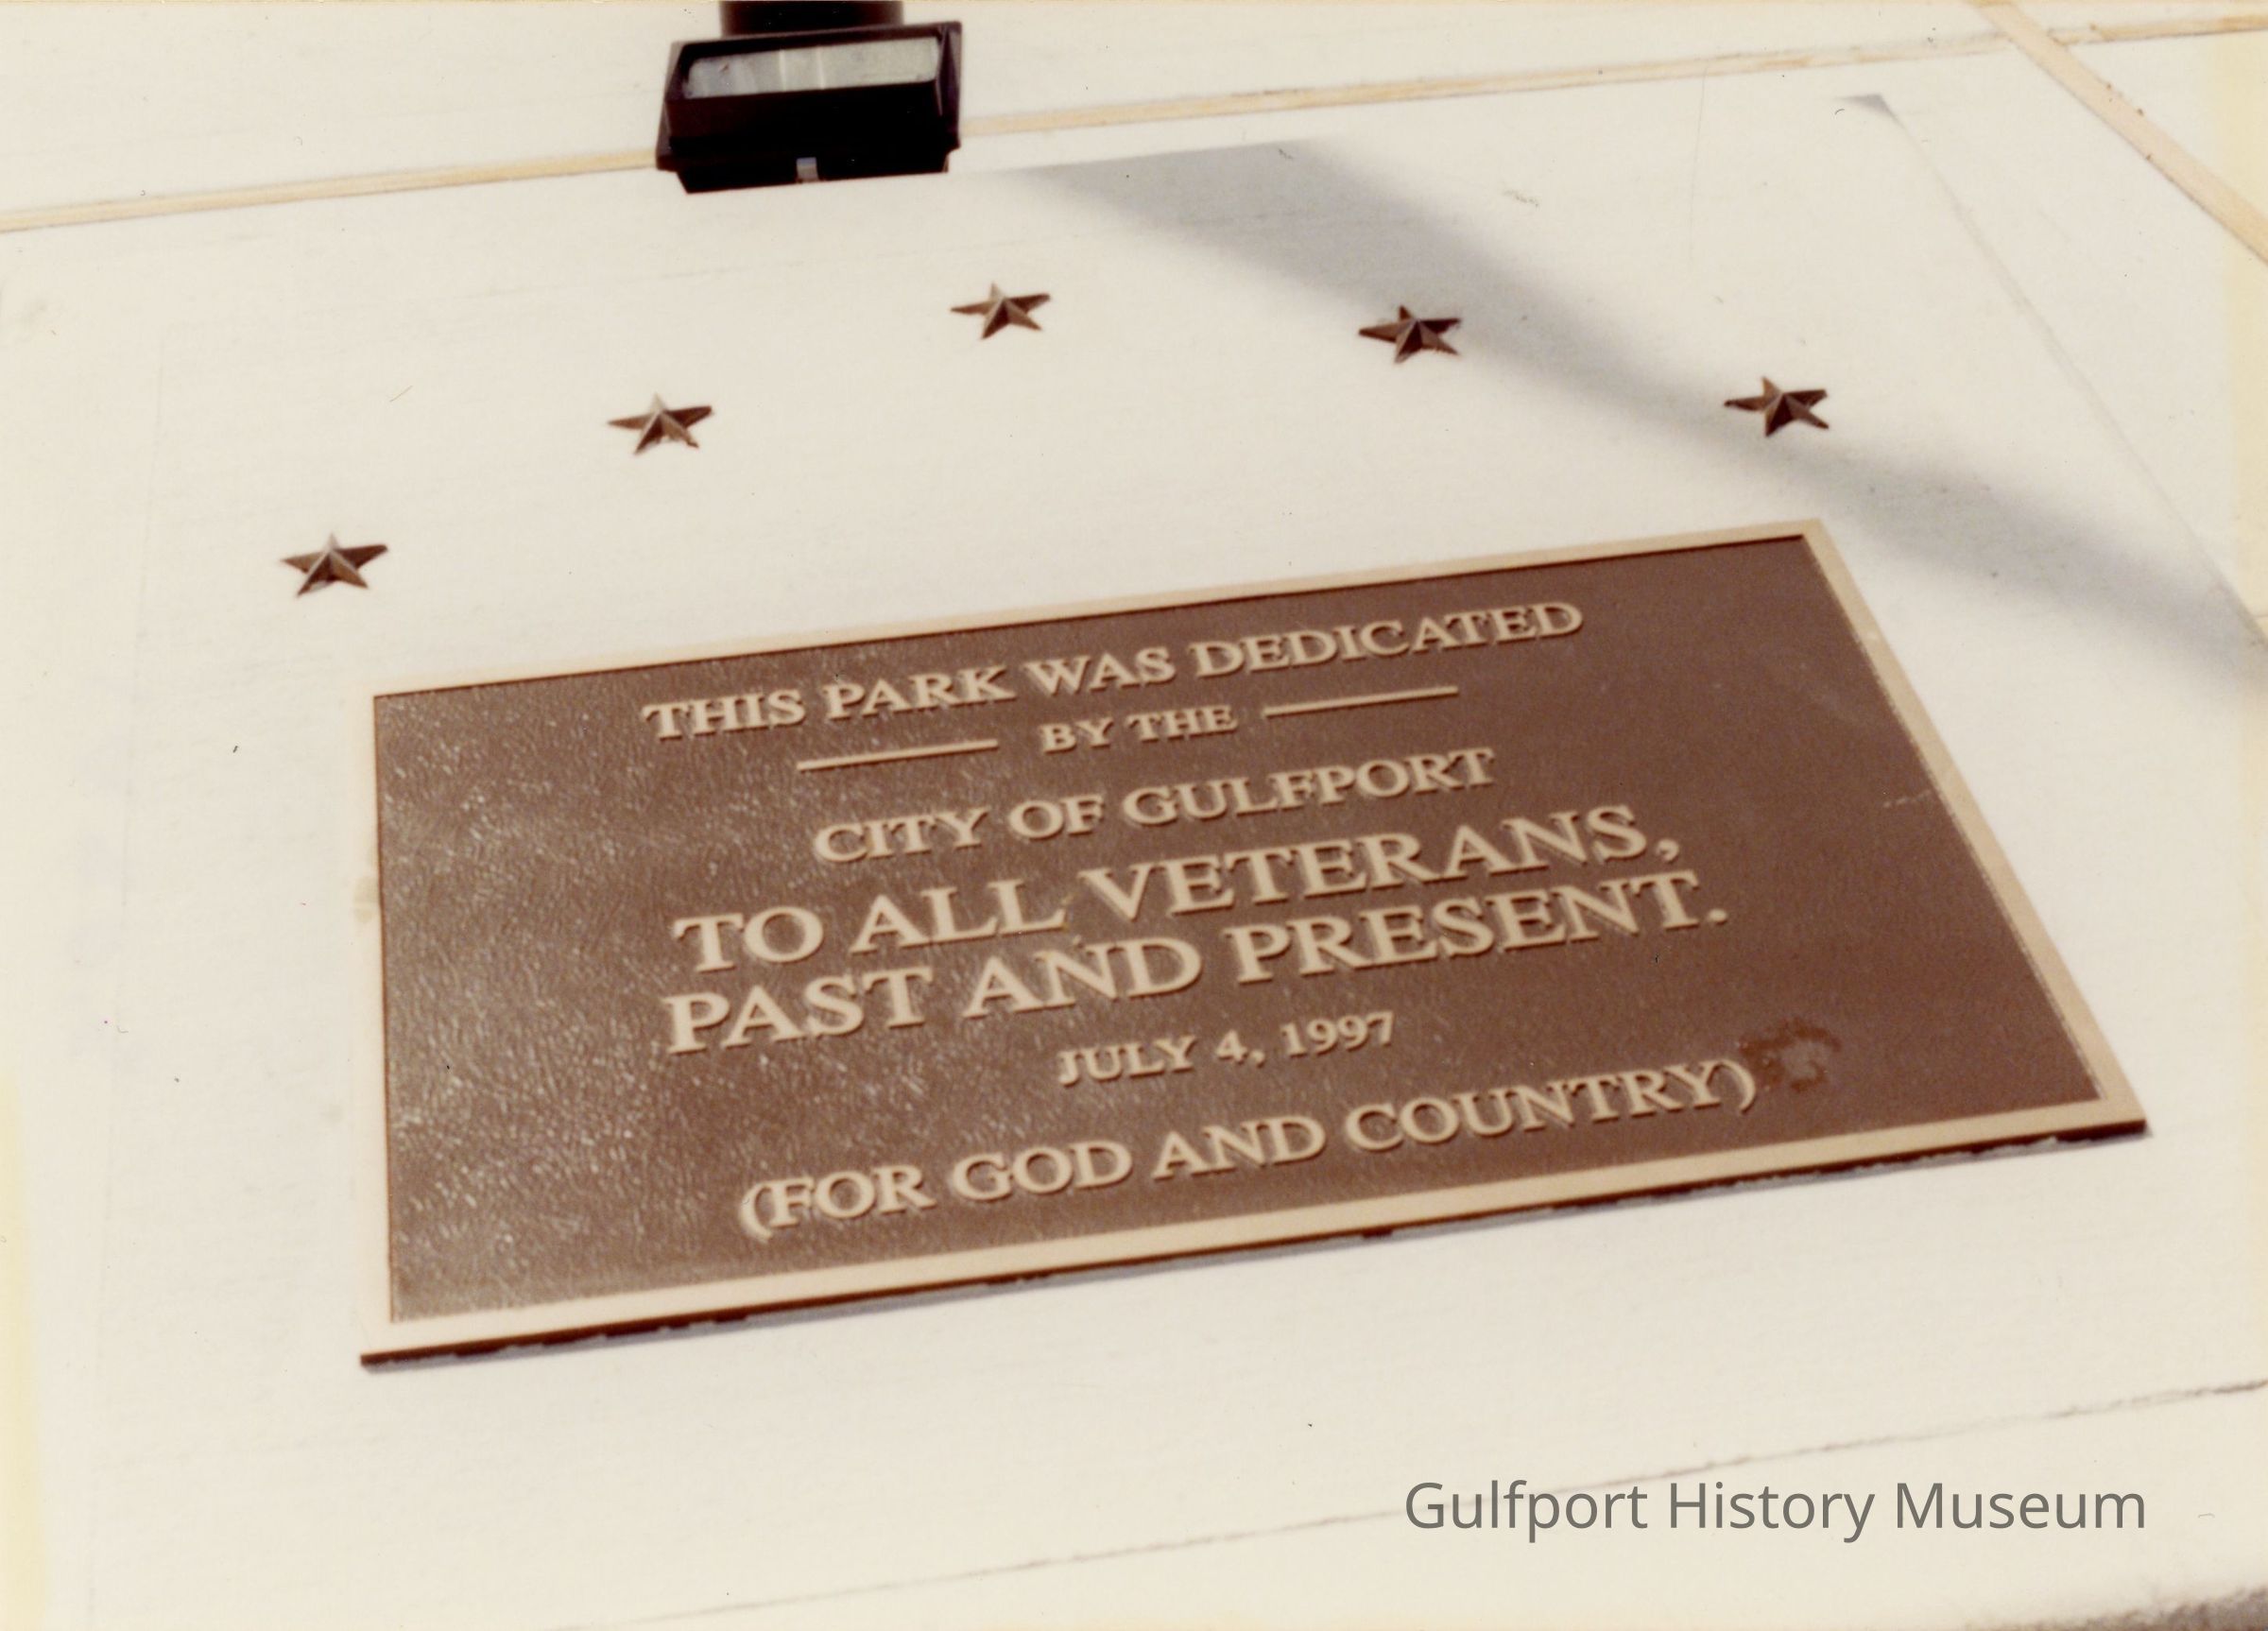 THIS PARK WAS DEDICATED
BY THE
CITY OF GULFPORT
TO ALL VETERANS,
PAST AND PRESENT.
JULY 4, 1997
(FOR GOD AND COUNTRY)
Gulfport History Museum